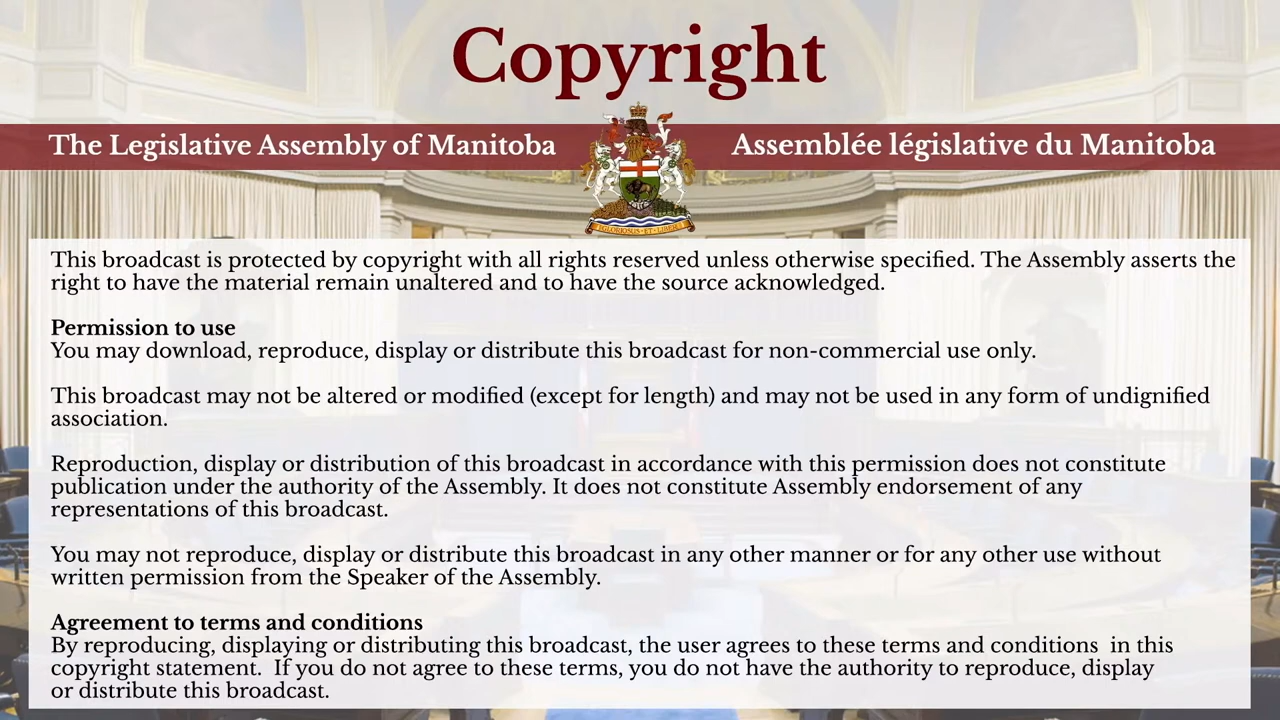 Copyright
The Legislative Assembly of Manitoba
Assemblée législative du Manitoba
GLORIOSUS ET LIBER
This broadcast is protected by copyright with all rights reserved unless otherwise specified. The Assembly asserts the
right to have the material remain unaltered and to have the source acknowledged.
Permission to use
You may download, reproduce, display or distribute this broadcast for non-commercial use only.
This broadcast may not be altered or modified (except for length) and may not be used in any form of undignified
association.
Reproduction, display or distribution of this broadcast in accordance with this permission does not constitute
publication under the authority of the Assembly. It does not constitute Assembly endorsement of any
representations of this broadcast.
You may not reproduce, display or distribute this broadcast in any other manner or for any other use without
written permission from the Speaker of the Assembly.
Agreement to terms and conditions
By reproducing, displaying or distributing this broadcast, the user agrees to these terms and conditions  in this
copyright statement.  If you do not agree to these terms, you do not have the authority to reproduce, display
or distribute this broadcast.